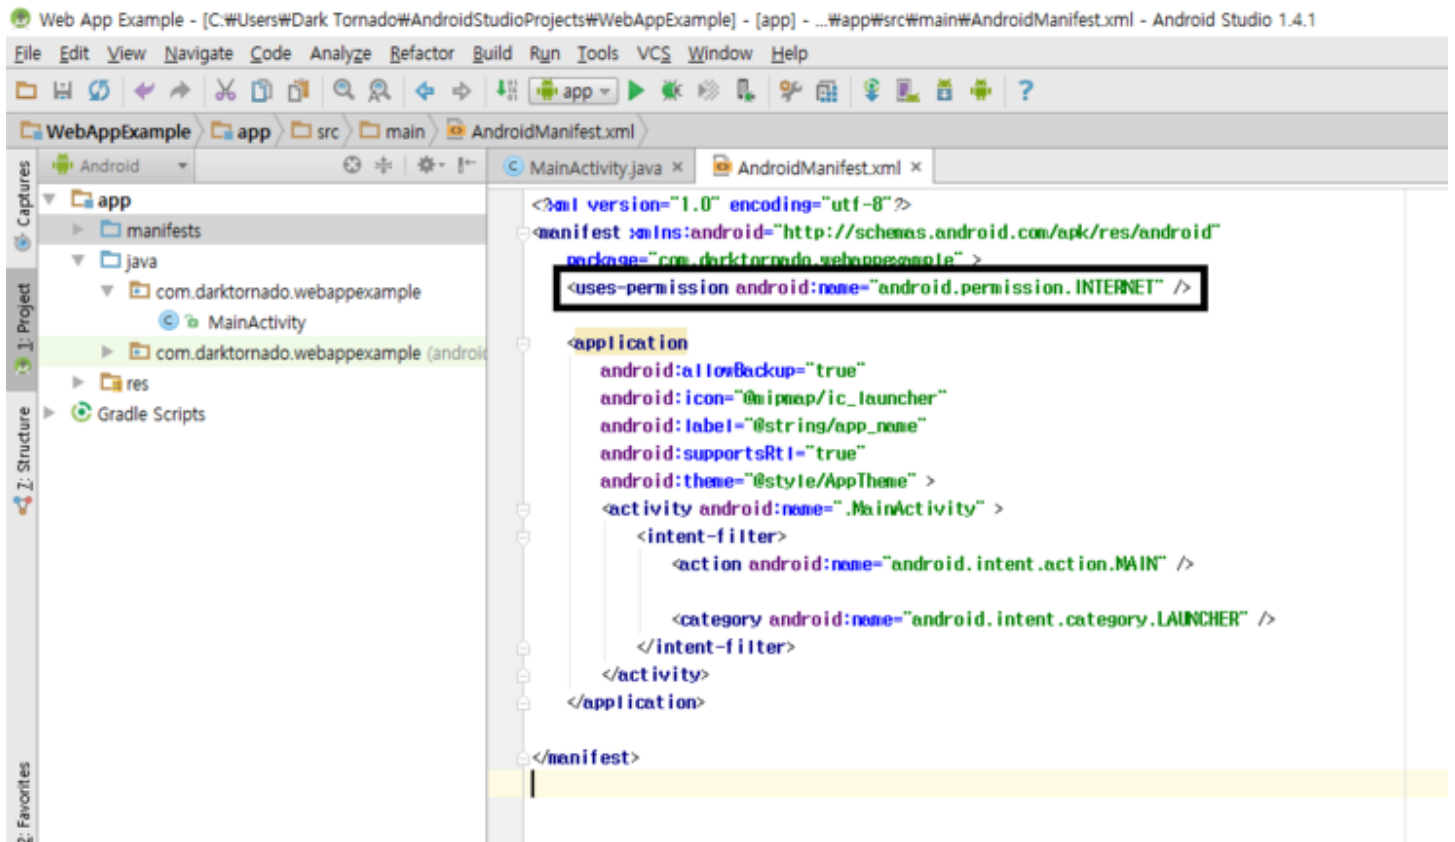 Web App Example - [C:₩Users₩Dark Tornado₩AndroidStudioProjects₩WebAppExample] - [app] - ...₩app₩src₩main₩AndroidManifest.xml - Android Studio 1.4.1
File Edit View Navigate Code Analyze Refactor Build Run Tools VCS Window Help
app
WebAppExample app src main AndroidManifest.xml
Captures
1: Project
7: Structure
2: Favorites
Android
app
manifests
java
com.darktornado.webappexample
MainActivity
com.darktornado.webappexample (androi
res
Gradle Scripts
MainActivity.java AndroidManifest.xml
<?xml version="1.0" encoding="utf-8"?>
<manifest xmlns:android="http://schemas.android.com/apk/res/android"
package="com.darktornado.webappexample" >
<uses-permission android:name="android.permission.INTERNET" />
<application
android:allowBackup="true"
android:icon="@mipmap/ic_launcher"
android:label="@string/app_name"
android:supportsRtl="true"
android:theme="@style/AppTheme" >
<activity android:name=".MainActivity" >
<intent-filter>
<action android:name="android.intent.action.MAIN" />
<category android:name="android.intent.category.LAUNCHER" />
</intent-filter>
</activity>
</application>
</manifest>